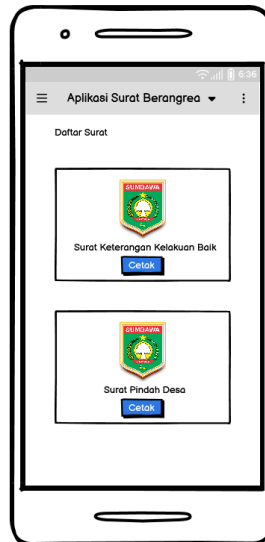 6:36
Aplikasi Surat Berangrea
Daftar Surat
SUMBAWA
Surat Keterangan Kelakuan Baik
Cetak
SUMBAWA
Surat Pindah Desa
Cetak